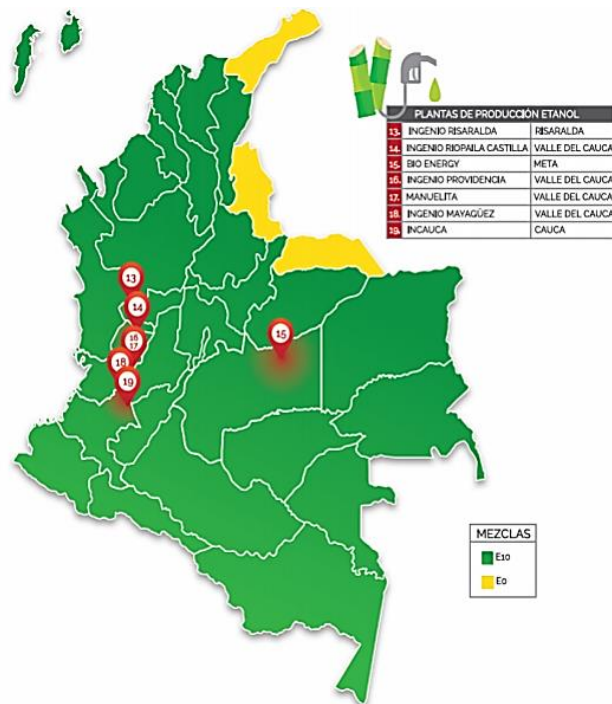 PLANTAS DE PRODUCCIÓN ETANOL
13. INGENIO RISARALDA RISARALDA
14. INGENIO RIOPAILA CASTILLA VALLE DEL CAUCA
15. BIO ENERGY META
16. INGENIO PROVIDENCIA VALLE DEL CAUCA
17. MANUELITA VALLE DEL CAUCA
18. INGENIO MAYAGÜEZ VALLE DEL CAUCA
19. INCAUCA CAUCA
13
14
15
16
17
18
19
MEZCLAS
E10
E0